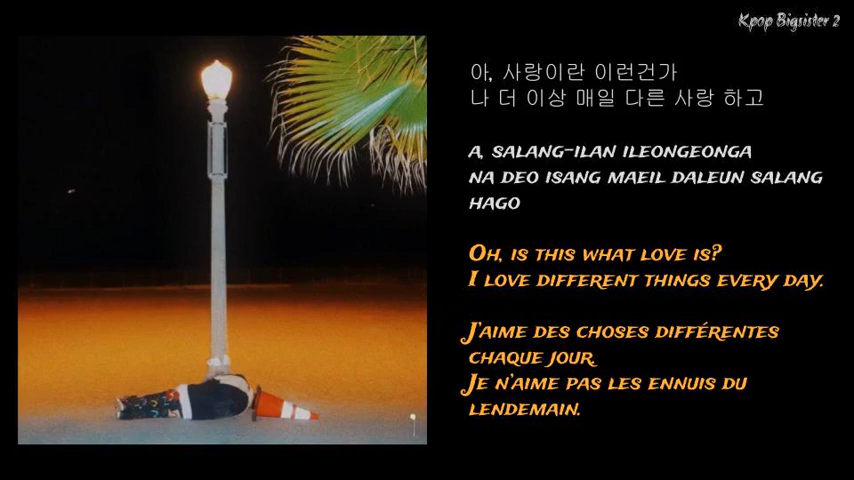 Kpop Bigsister 2
아, 사랑이란 이런건가
나 더 이상 매일 다른 사랑 하고
A, SALANG-ILAN ILEONGEONGA
NA DEO ISANG MAEIL DALEUN SALANG
HAGO
OH, IS THIS WHAT LOVE IS?
I LOVE DIFFERENT THINGS EVERY DAY.
J'AIME DES CHOSES DIFFÉRENTES
CHAQUE JOUR
JE N'AIME PAS LES ENNUIS DU
LENDEMAIN.